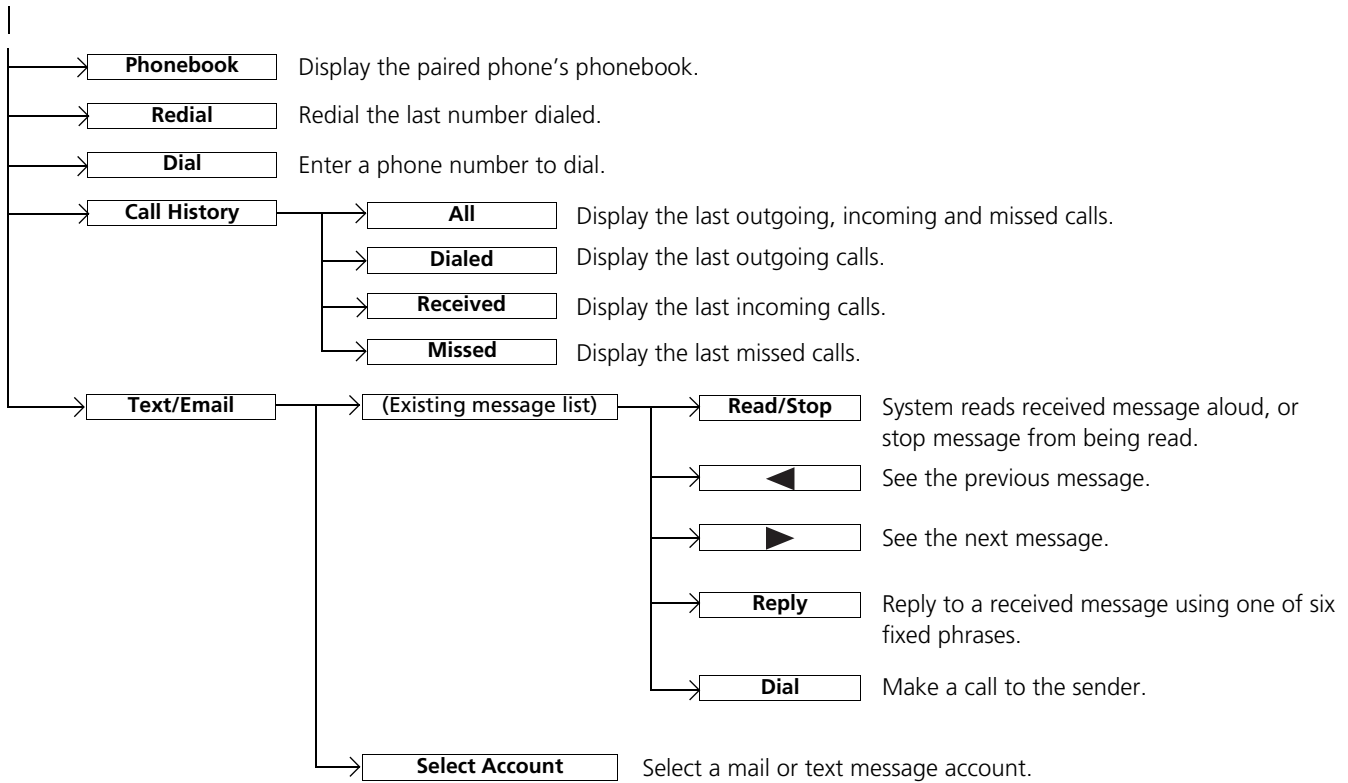 Phonebook Display the paired phone’s phonebook.
Redial Redial the last number dialed.
Dial Enter a phone number to dial.
Call History All Display the last outgoing, incoming and missed calls.
Dialed Display the last outgoing calls.
Received Display the last incoming calls.
Missed Display the last missed calls.
Text/Email (Existing message list) Read/Stop System reads received message aloud, or
stop message from being read.
◀ See the previous message.
▶ See the next message.
Reply Reply to a received message using one of six
fixed phrases.
Dial Make a call to the sender.
Select Account Select a mail or text message account.